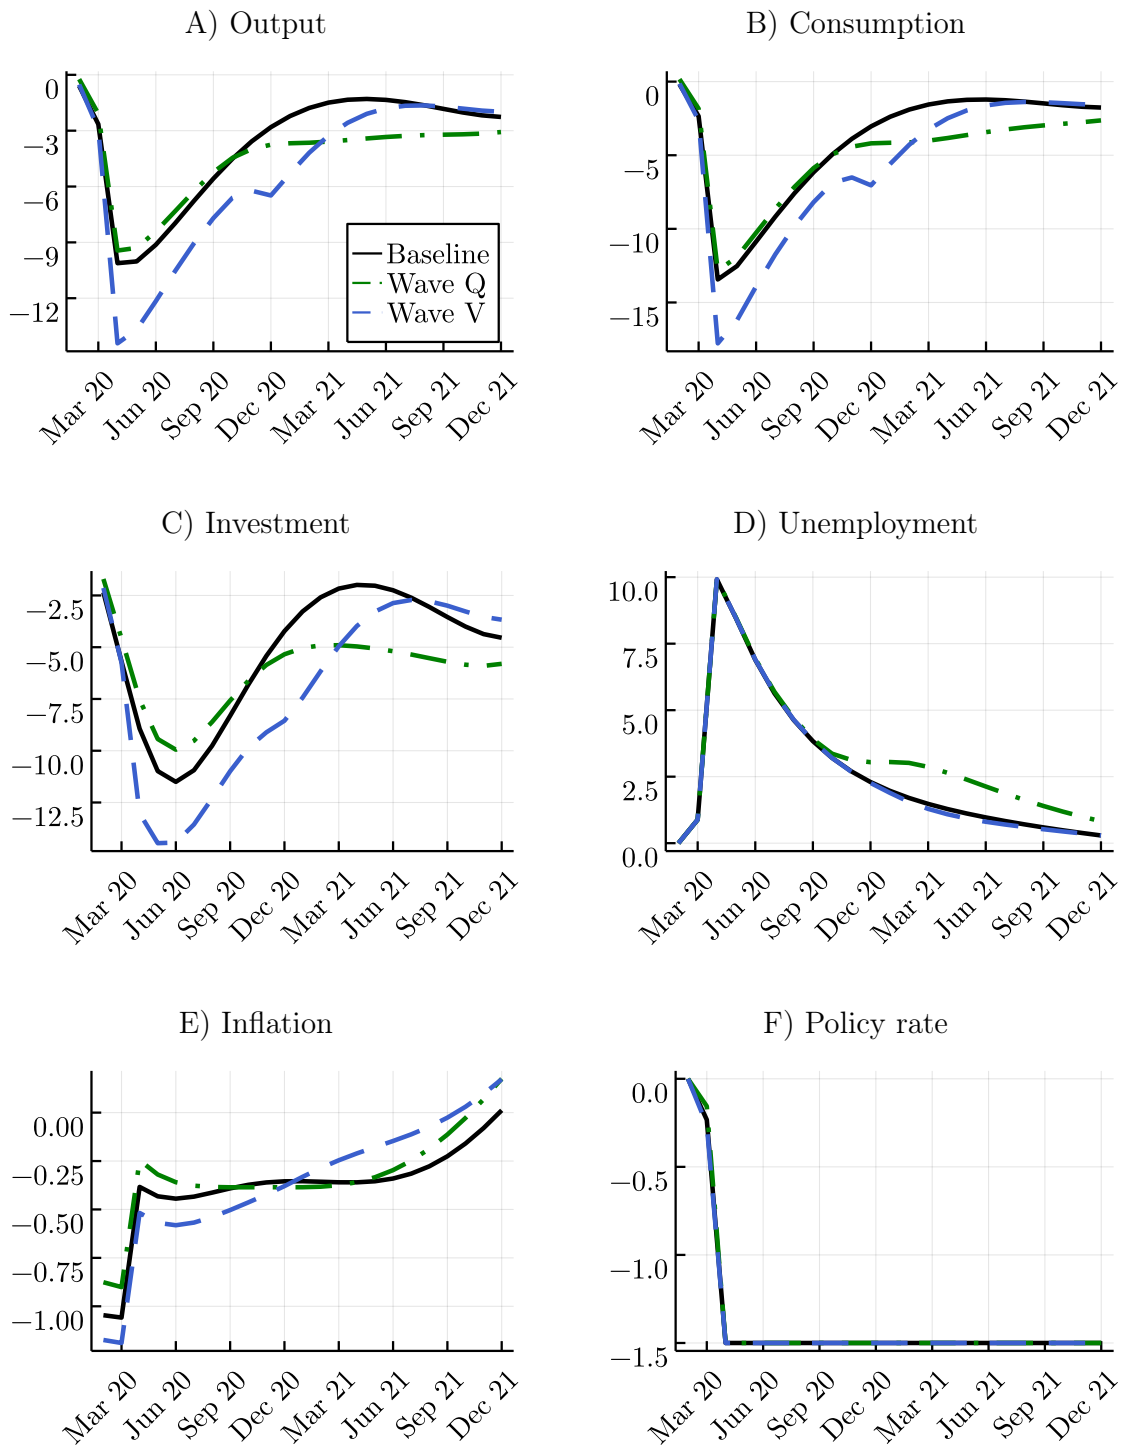 A) Output
0
−3
−6
−9
−12
Baseline
Wave Q
Wave V
Mar 20
Jun 20
Sep 20
Dec 20
Mar 21
Jun 21
Sep 21
Dec 21
B) Consumption
0
−5
−10
−15
Mar 20
Jun 20
Sep 20
Dec 20
Mar 21
Jun 21
Sep 21
Dec 21
C) Investment
−2.5
−5.0
−7.5
−10.0
−12.5
Mar 20
Jun 20
Sep 20
Dec 20
Mar 21
Jun 21
Sep 21
Dec 21
D) Unemployment
10.0
7.5
5.0
2.5
0.0
Mar 20
Jun 20
Sep 20
Dec 20
Mar 21
Jun 21
Sep 21
Dec 21
E) Inflation
0.00
−0.25
−0.50
−0.75
−1.00
Mar 20
Jun 20
Sep 20
Dec 20
Mar 21
Jun 21
Sep 21
Dec 21
F) Policy rate
0.0
−0.5
−1.0
−1.5
Mar 20
Jun 20
Sep 20
Dec 20
Mar 21
Jun 21
Sep 21
Dec 21